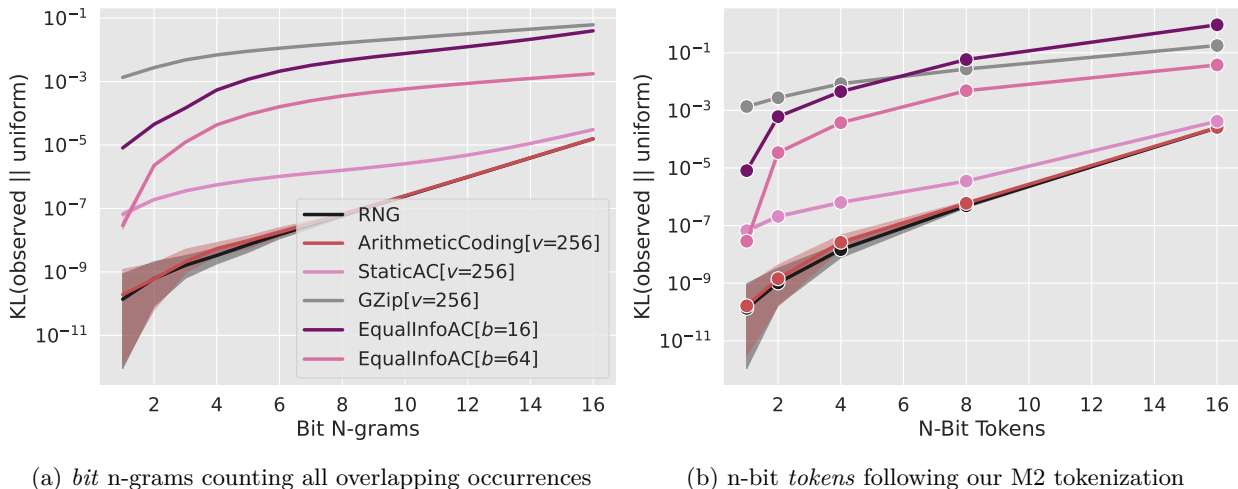 10⁻¹
10⁻³
10⁻⁵
10⁻⁷
10⁻⁹
10⁻¹¹
KL(observed || uniform)
RNG
ArithmeticCoding[v=256]
StaticAC[v=256]
GZip[v=256]
EqualInfoAC[b=16]
EqualInfoAC[b=64]
2 4 6 8 10 12 14 16
Bit N-grams
(a) bit n-grams counting all overlapping occurrences
10⁻¹
10⁻³
10⁻⁵
10⁻⁷
10⁻⁹
10⁻¹¹
KL(observed || uniform)
2 4 6 8 10 12 14 16
N-Bit Tokens
(b) n-bit tokens following our M2 tokenization